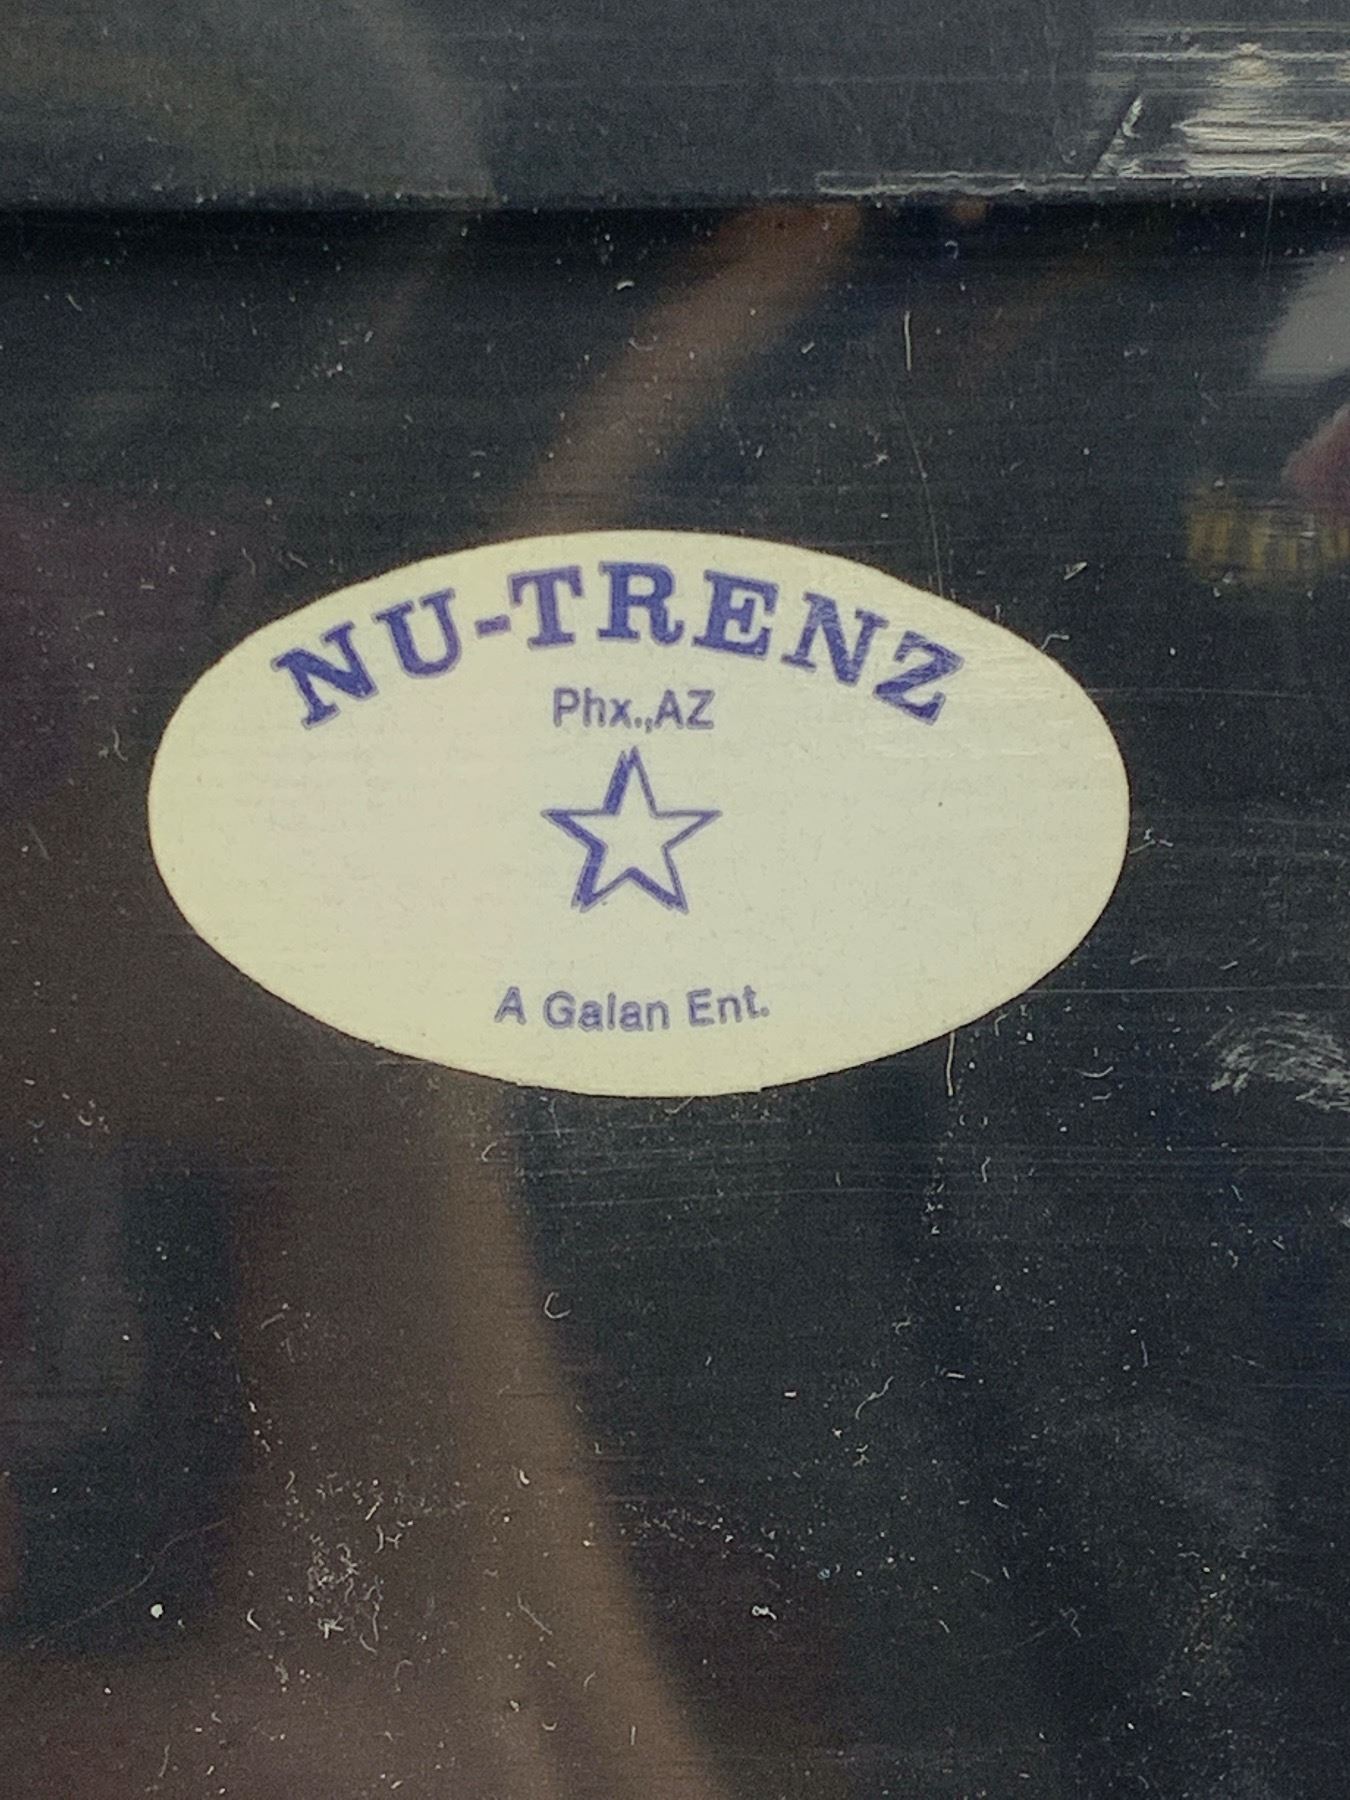 NU-TRENZ
Phx.,AZ
A Galan Ent.